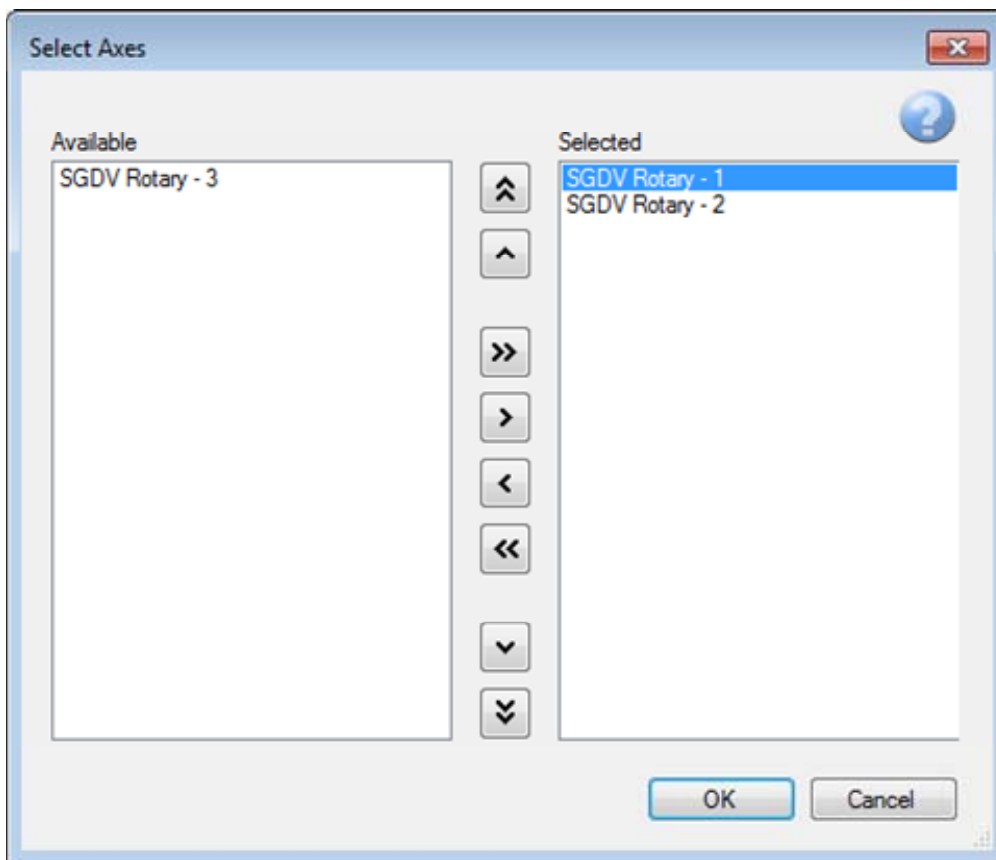 Select Axes
Available
Selected
SGDV Rotary - 3
SGDV Rotary - 1
SGDV Rotary - 2
OK
Cancel